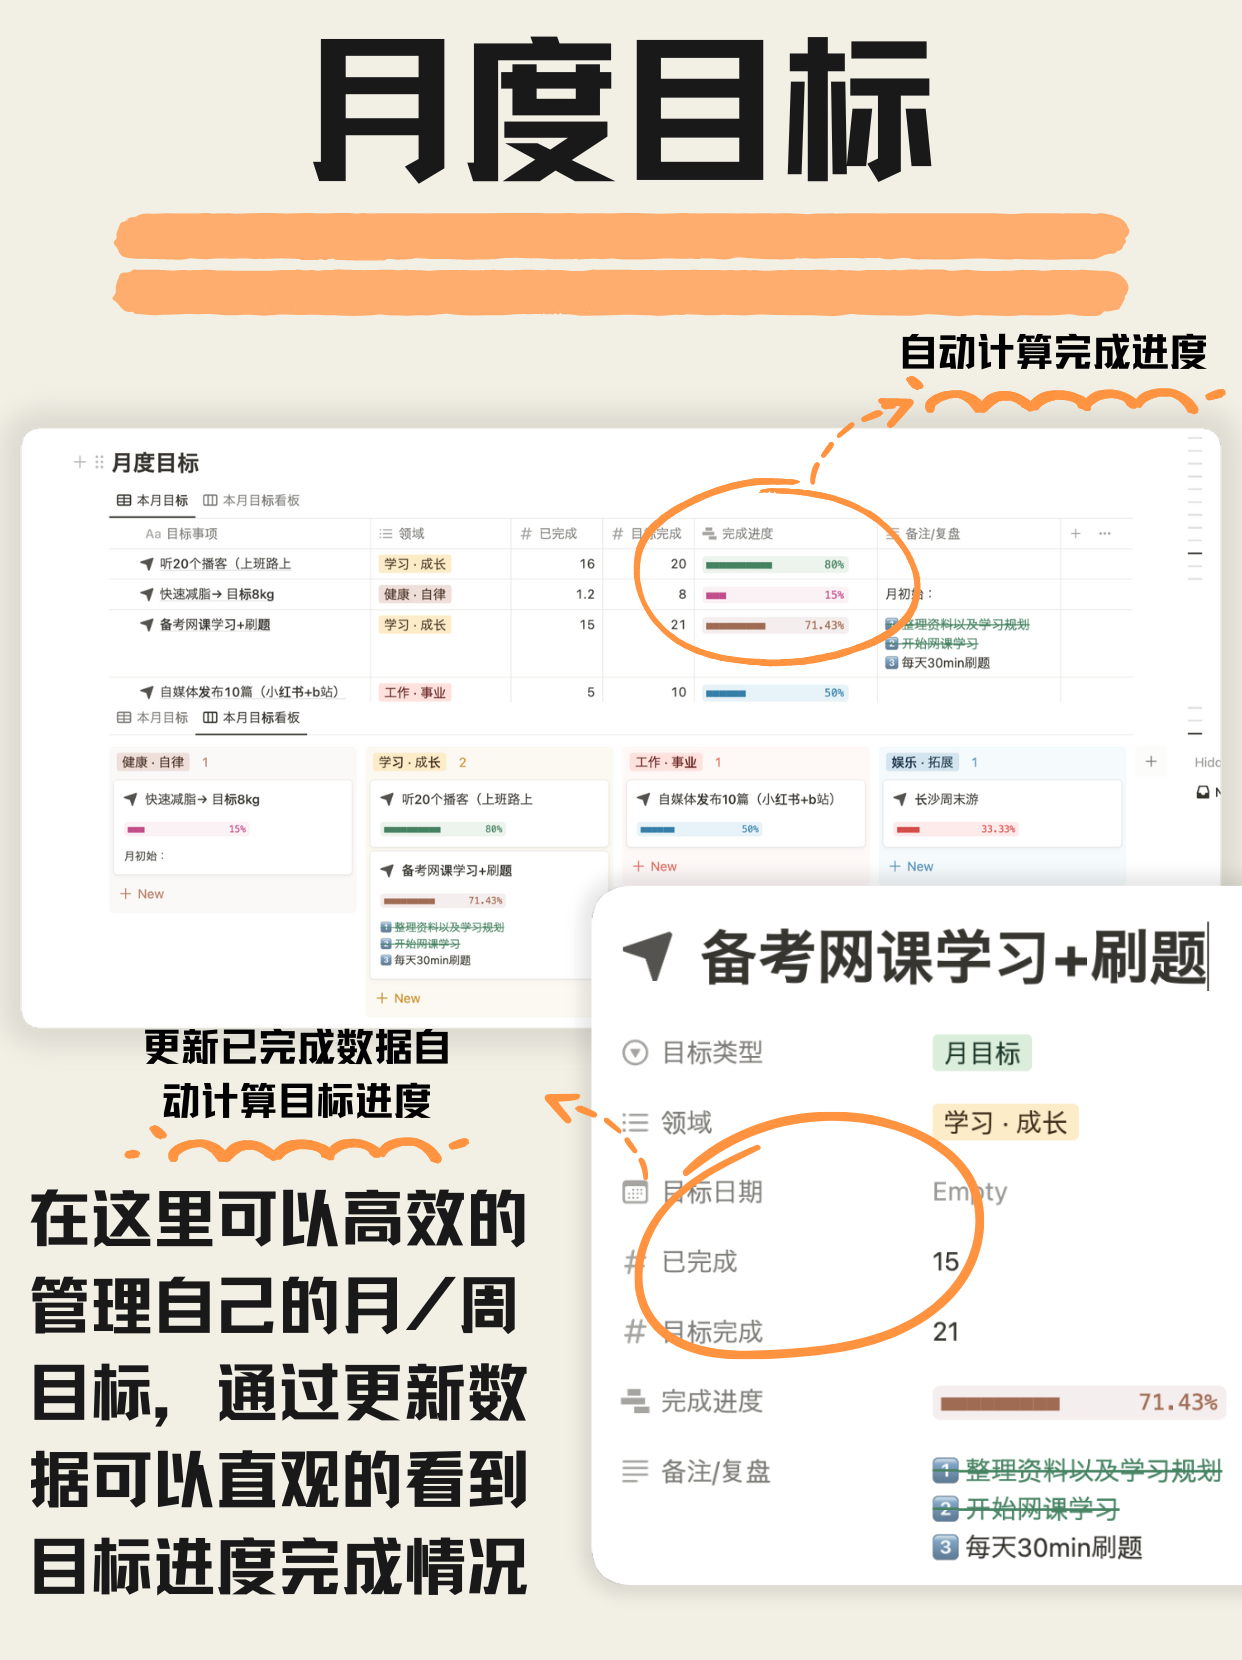 月度目标
自动计算完成进度
月度目标
本月目标 本月目标看板
Aa 目标事项 领域 # 已完成 # 目标完成 完成进度 备注/复盘 + ...
听20个播客（上班路上 学习 · 成长 16 20 80%
快速减脂→ 目标8kg 健康 · 自律 1.2 8 15% 月初始：
备考网课学习+刷题 学习 · 成长 15 21 71.43% 1 整理资料以及学习规划
2 开始网课学习
3 每天30min刷题
自媒体发布10篇（小红书+b站） 工作 · 事业 5 10 50%
本月目标 本月目标看板
健康 · 自律 1 学习 · 成长 2 工作 · 事业 1 娱乐 · 拓展 1 +
快速减脂→ 目标8kg 听20个播客（上班路上 自媒体发布10篇（小红书+b站） 长沙周末游
15% 80% 50% 33.33%
月初始：
+ New
备考网课学习+刷题
71.43%
1 整理资料以及学习规划
2 开始网课学习
3 每天30min刷题
+ New
+ New
+ New
备考网课学习+刷题
目标类型 月目标
领域 学习 · 成长
目标日期 Empty
# 已完成 15
# 目标完成 21
完成进度 71.43%
备注/复盘 1 整理资料以及学习规划
2 开始网课学习
3 每天30min刷题
更新已完成数据自
动计算目标进度
在这里可以高效的
管理自己的月/周
目标，通过更新数
据可以直观的看到
目标进度完成情况